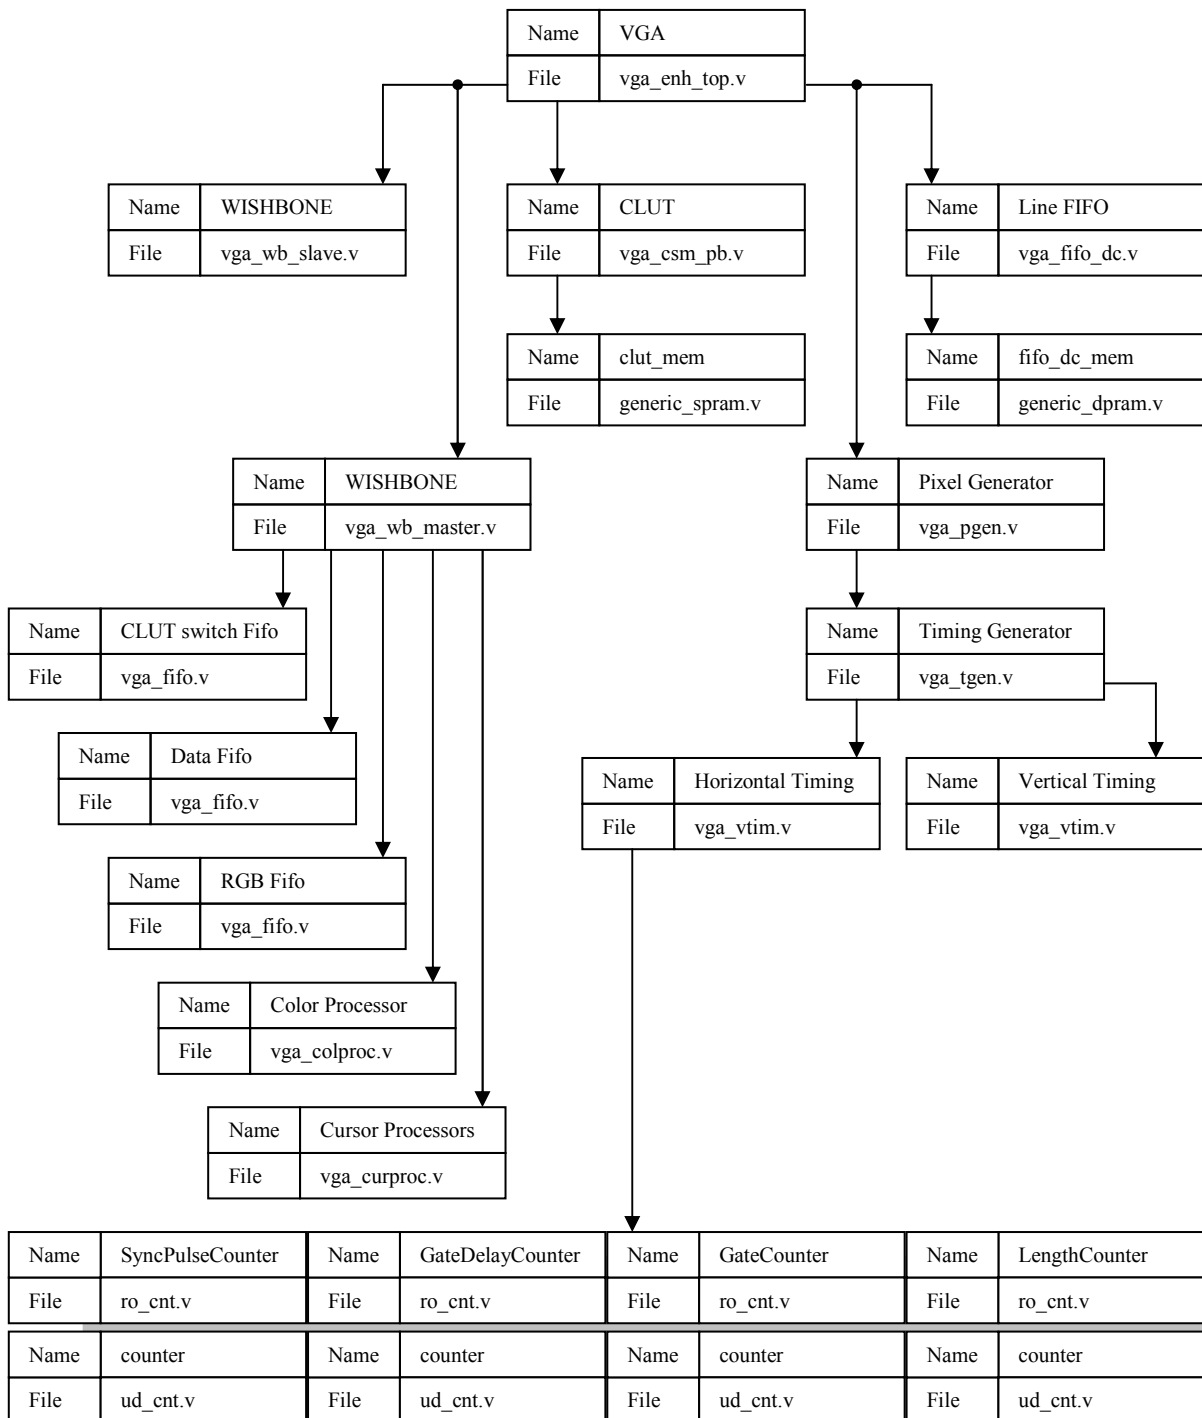 Name VGA
File vga_enh_top.v
Name WISHBONE
File vga_wb_slave.v
Name CLUT
File vga_csm_pb.v
Name Line FIFO
File vga_fifo_dc.v
Name clut_mem
File generic_spram.v
Name fifo_dc_mem
File generic_dpram.v
Name WISHBONE
File vga_wb_master.v
Name Pixel Generator
File vga_pgen.v
Name CLUT switch Fifo
File vga_fifo.v
Name Timing Generator
File vga_tgen.v
Name Data Fifo
File vga_fifo.v
Name Horizontal Timing
File vga_vtim.v
Name Vertical Timing
File vga_vtim.v
Name RGB Fifo
File vga_fifo.v
Name Color Processor
File vga_colproc.v
Name Cursor Processors
File vga_curproc.v
Name SyncPulseCounter Name GateDelayCounter Name GateCounter Name LengthCounter
File ro_cnt.v File ro_cnt.v File ro_cnt.v File ro_cnt.v
Name counter Name counter Name counter Name counter
File ud_cnt.v File ud_cnt.v File ud_cnt.v File ud_cnt.v